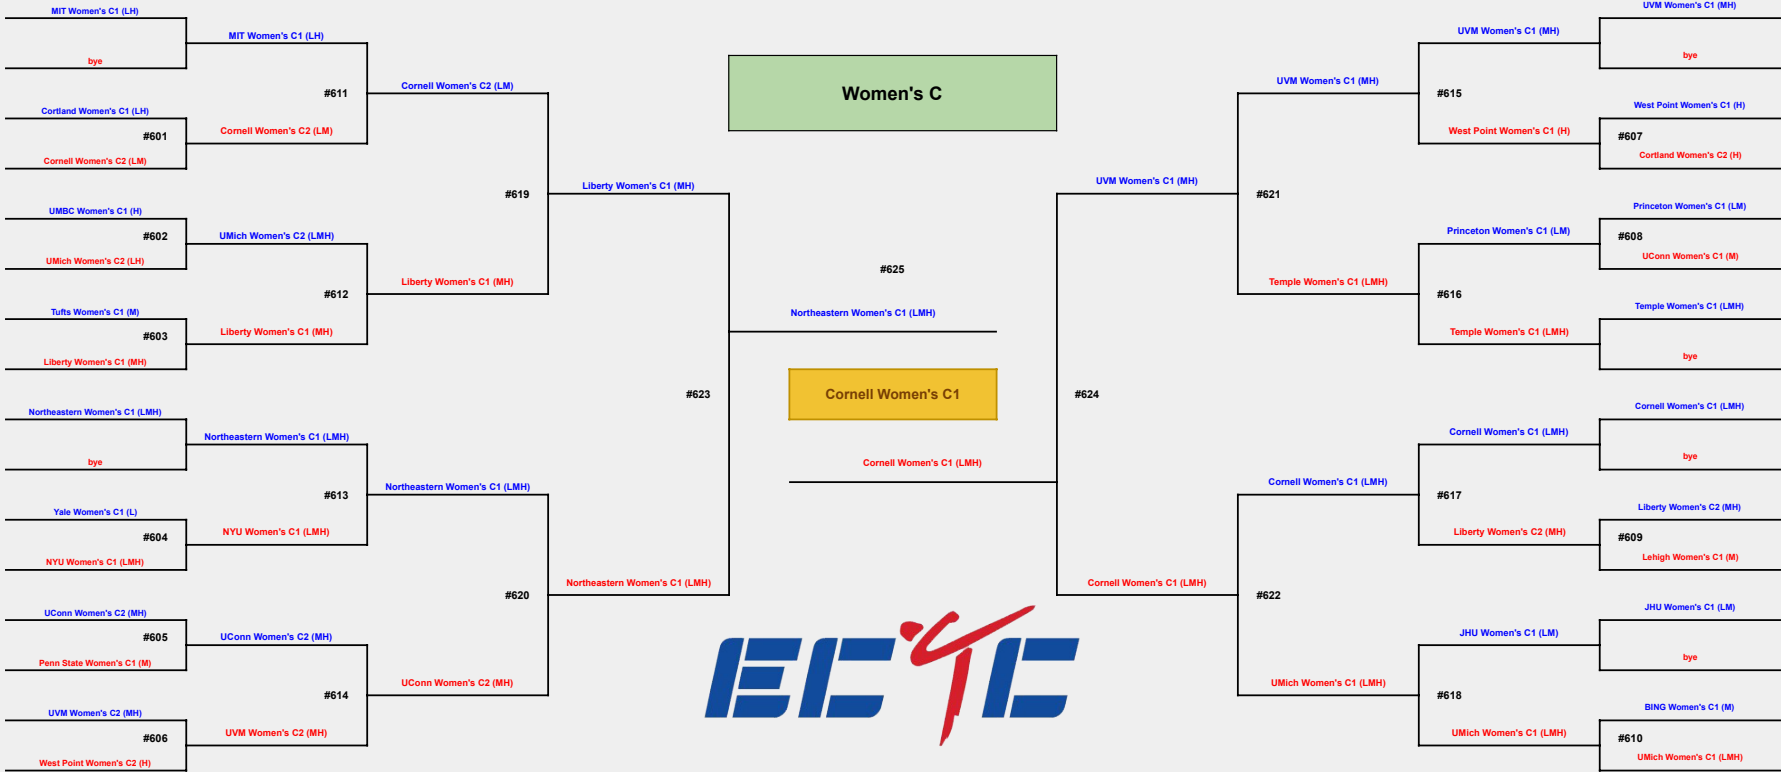 MIT Women's C1 (LH)
bye
Cortland Women's C1 (LH)
#601
Cornell Women's C2 (LM)
UMBC Women's C1 (H)
#602
UMich Women's C2 (LH)
Tufts Women's C1 (M)
#603
Liberty Women's C1 (MH)
Northeastern Women's C1 (LMH)
bye
Yale Women's C1 (L)
#604
NYU Women's C1 (LMH)
UConn Women's C2 (MH)
#605
Penn State Women's C1 (M)
UVM Women's C2 (MH)
#606
West Point Women's C2 (H)
MIT Women's C1 (LH)
#611
Cornell Women's C2 (LM)
UMich Women's C2 (LMH)
#612
Liberty Women's C1 (MH)
Northeastern Women's C1 (LMH)
#613
NYU Women's C1 (LMH)
UConn Women's C2 (MH)
#614
UVM Women's C2 (MH)
Cornell Women's C2 (LM)
#619
Liberty Women's C1 (MH)
Northeastern Women's C1 (LMH)
#620
UConn Women's C2 (MH)
Liberty Women's C1 (MH)
#623
Northeastern Women's C1 (LMH)
Women's C
#625
Northeastern Women's C1 (LMH)
Cornell Women's C1
Cornell Women's C1 (LMH)
ECTC
UVM Women's C1 (MH)
#624
Cornell Women's C1 (LMH)
UVM Women's C1 (MH)
#621
Temple Women's C1 (LMH)
Cornell Women's C1 (LMH)
#622
UMich Women's C1 (LMH)
UVM Women's C1 (MH)
#615
West Point Women's C1 (H)
Princeton Women's C1 (LM)
#616
Temple Women's C1 (LMH)
Cornell Women's C1 (LMH)
#617
Liberty Women's C2 (MH)
JHU Women's C1 (LM)
#618
UMich Women's C1 (LMH)
UVM Women's C1 (MH)
bye
West Point Women's C1 (H)
#607
Cortland Women's C2 (H)
Princeton Women's C1 (LM)
#608
UConn Women's C1 (M)
Temple Women's C1 (LMH)
bye
Cornell Women's C1 (LMH)
bye
Liberty Women's C2 (MH)
#609
Lehigh Women's C1 (M)
JHU Women's C1 (LM)
bye
BING Women's C1 (M)
#610
UMich Women's C1 (LMH)